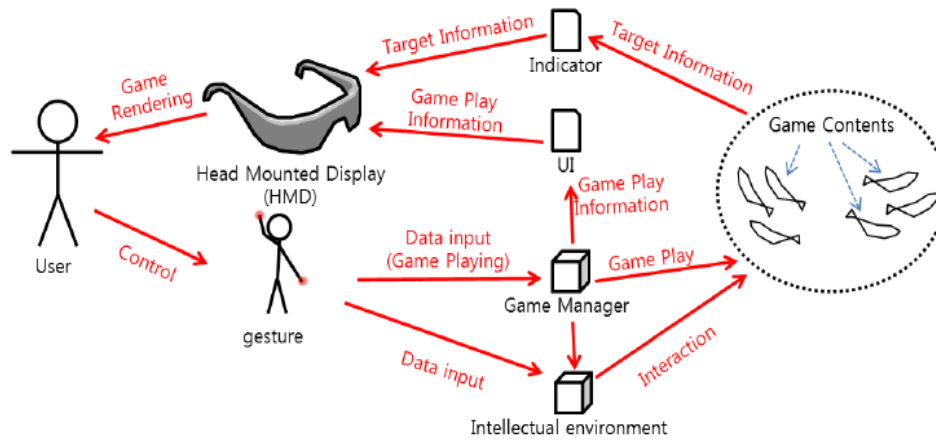 Target Information
Indicator
Target Information
Game
Rendering
Game Play
Information
Game Contents
Head Mounted Display
(HMD)
UI
Game Play
Information
User
Control
Data input
(Game Playing)
Game Play
Game Manager
gesture
Data input
Interaction
Intellectual environment